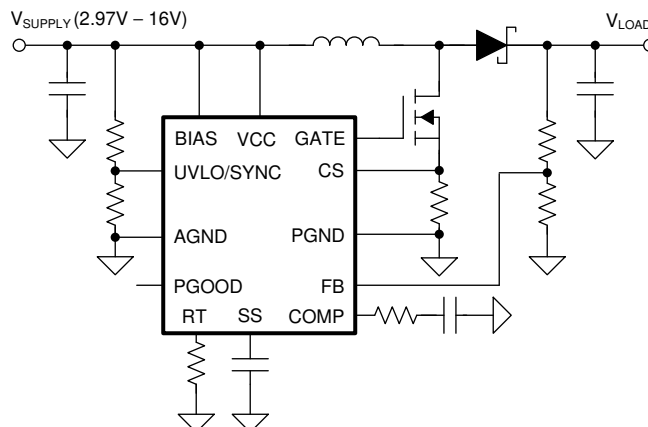 VSUPPLY (2.97V – 16V)
VLOAD
BIAS VCC GATE
UVLO/SYNC CS
AGND PGND
PGOOD FB
RT SS COMP